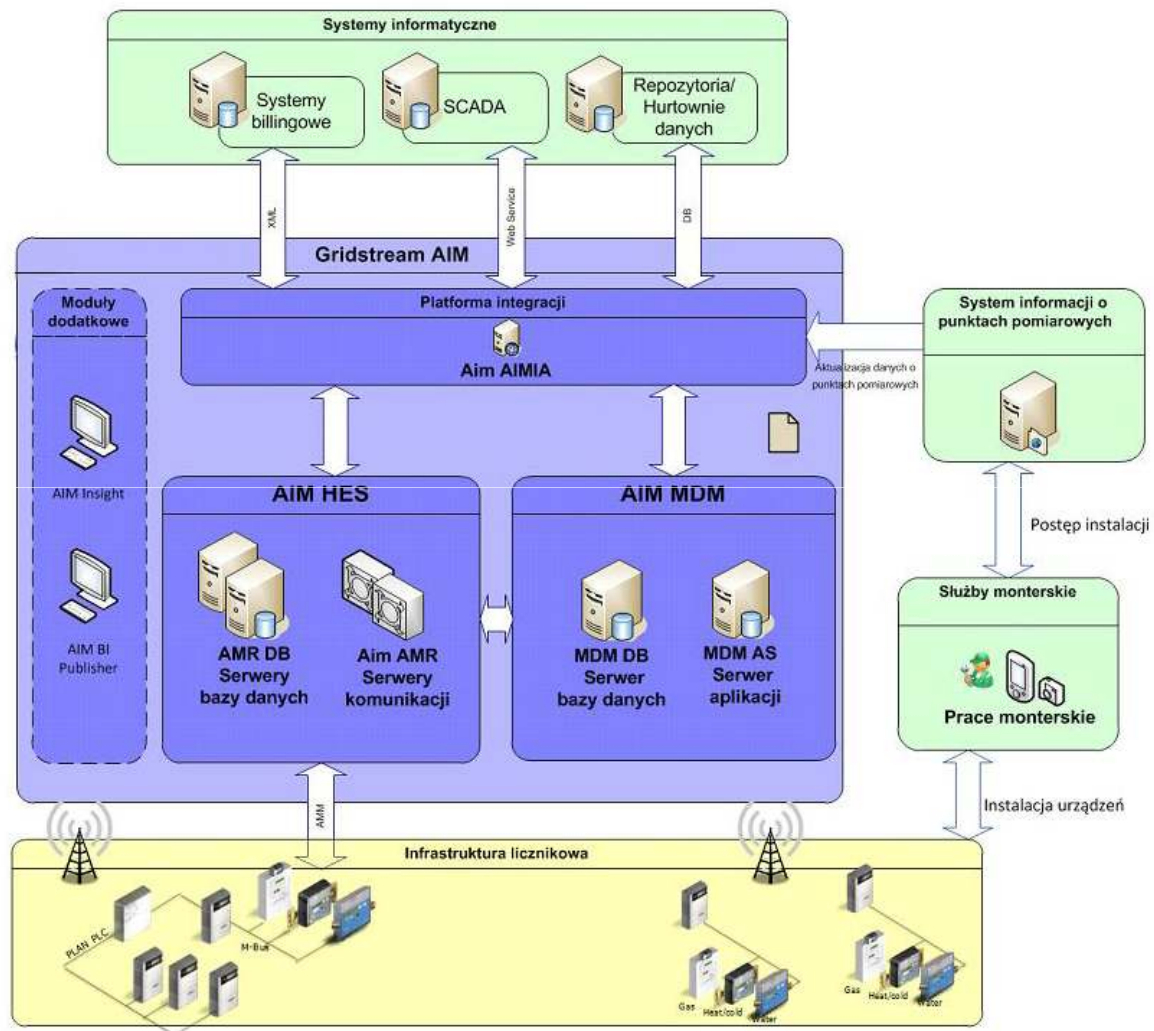 Systemy informatyczne
Systemy
billingowe
SCADA
Repozytoria/
Hurtownie
danych
XML
Web Service
DB
Gridstream AIM
Moduły
dodatkowe
Platforma integracji
Aim AIMIA
System informacji o
punktach pomiarowych
Aktualizacja danych o
punktach pomiarowych
AIM Insight
AIM BI
Publisher
AIM HES
AMR DB
Serwery
bazy danych
Aim AMR
Serwery
komunikacji
AIM MDM
MDM DB
Serwer
bazy danych
MDM AS
Serwer
aplikacji
Postęp instalacji
Służby monterskie
Prace monterskie
Instalacja urządzeń
AMM
Infrastruktura licznikowa
PLAN PLC
M-Bus
Gas
Heat/cold
Water
Gas
Heat/cold
Water